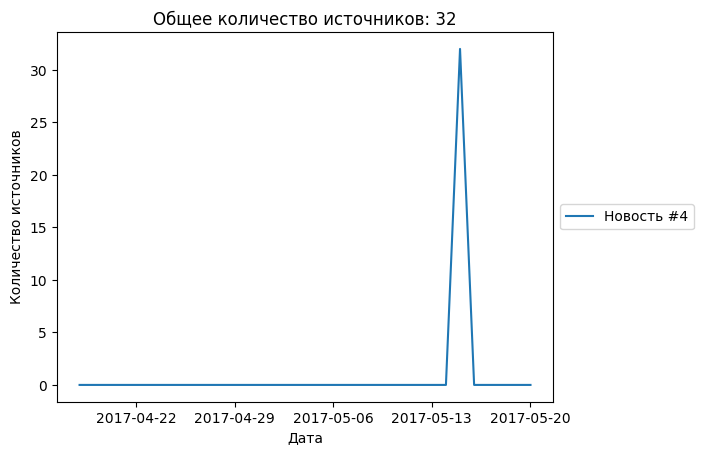 Общее количество источников: 32
Количество источников
30
25
20
15
10
5
0
2017-04-22 2017-04-29 2017-05-06 2017-05-13 2017-05-20
Дата
Новость #4